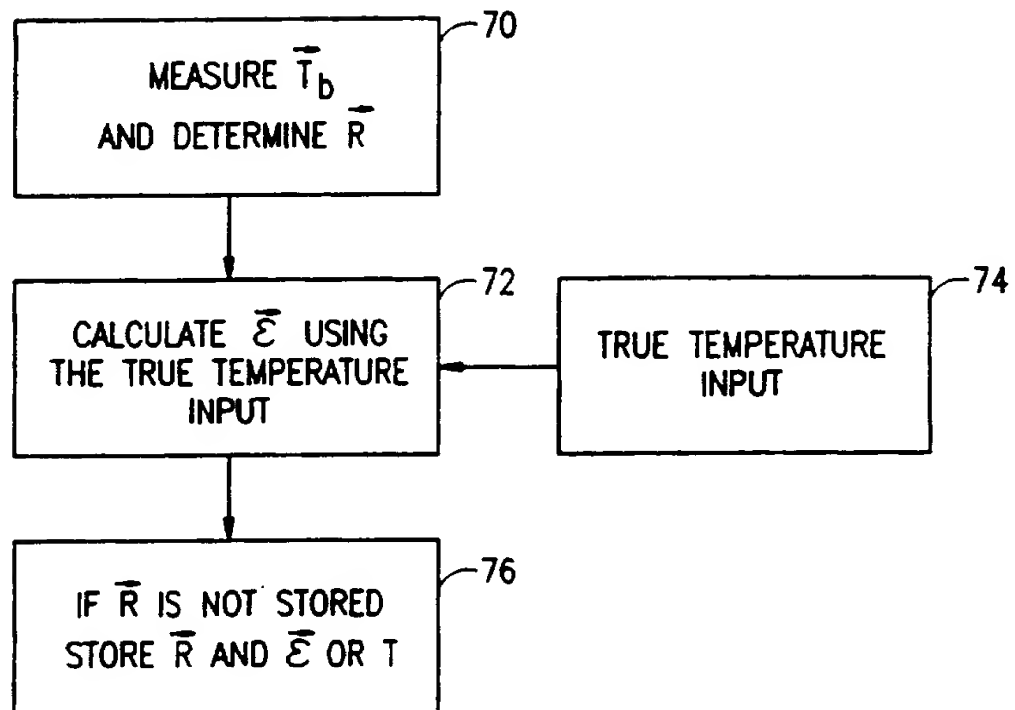 70
MEASURE T⃗b
AND DETERMINE R⃗
72
CALCULATE ε⃗ USING
THE TRUE TEMPERATURE
INPUT
74
TRUE TEMPERATURE
INPUT
76
IF R⃗ IS NOT STORED
STORE R⃗ AND ε⃗ OR T